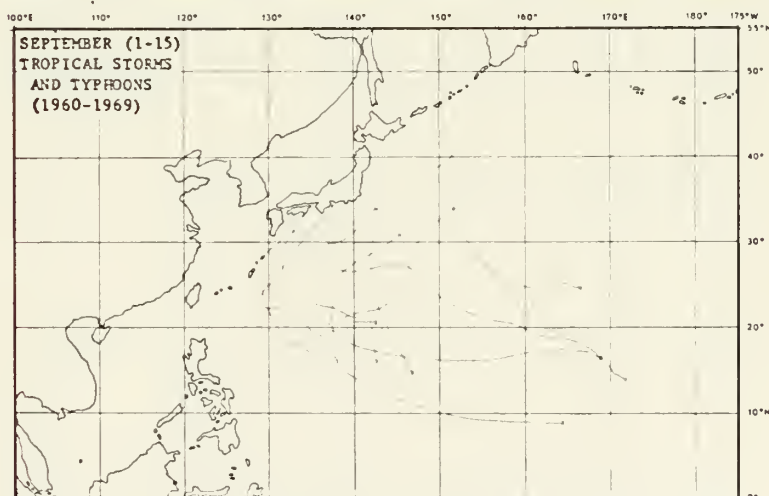 100°E 110° 120° 130° 140° 150° 160° 170°E 180° 175°W
55°N
SEPTEMBER (1-15)
TROPICAL STORMS
AND TYPHOONS
(1960-1969)
50°
40°
30°
20°
10°N